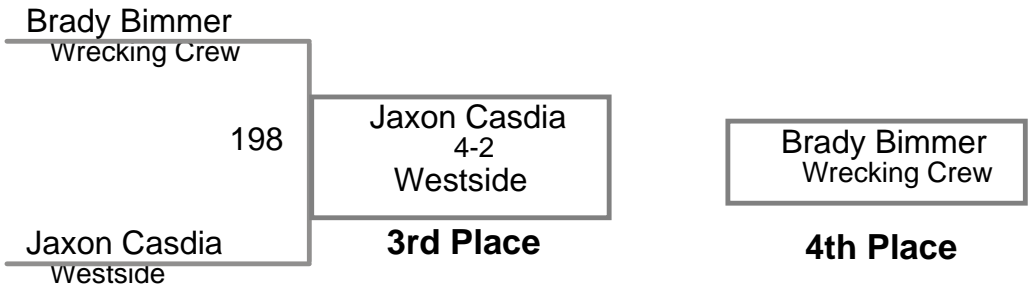 Brady Bimmer
Wrecking Crew
198
Jaxon Casdia
Westside
Jaxon Casdia
4-2
Westside
3rd Place
Brady Bimmer
Wrecking Crew
4th Place